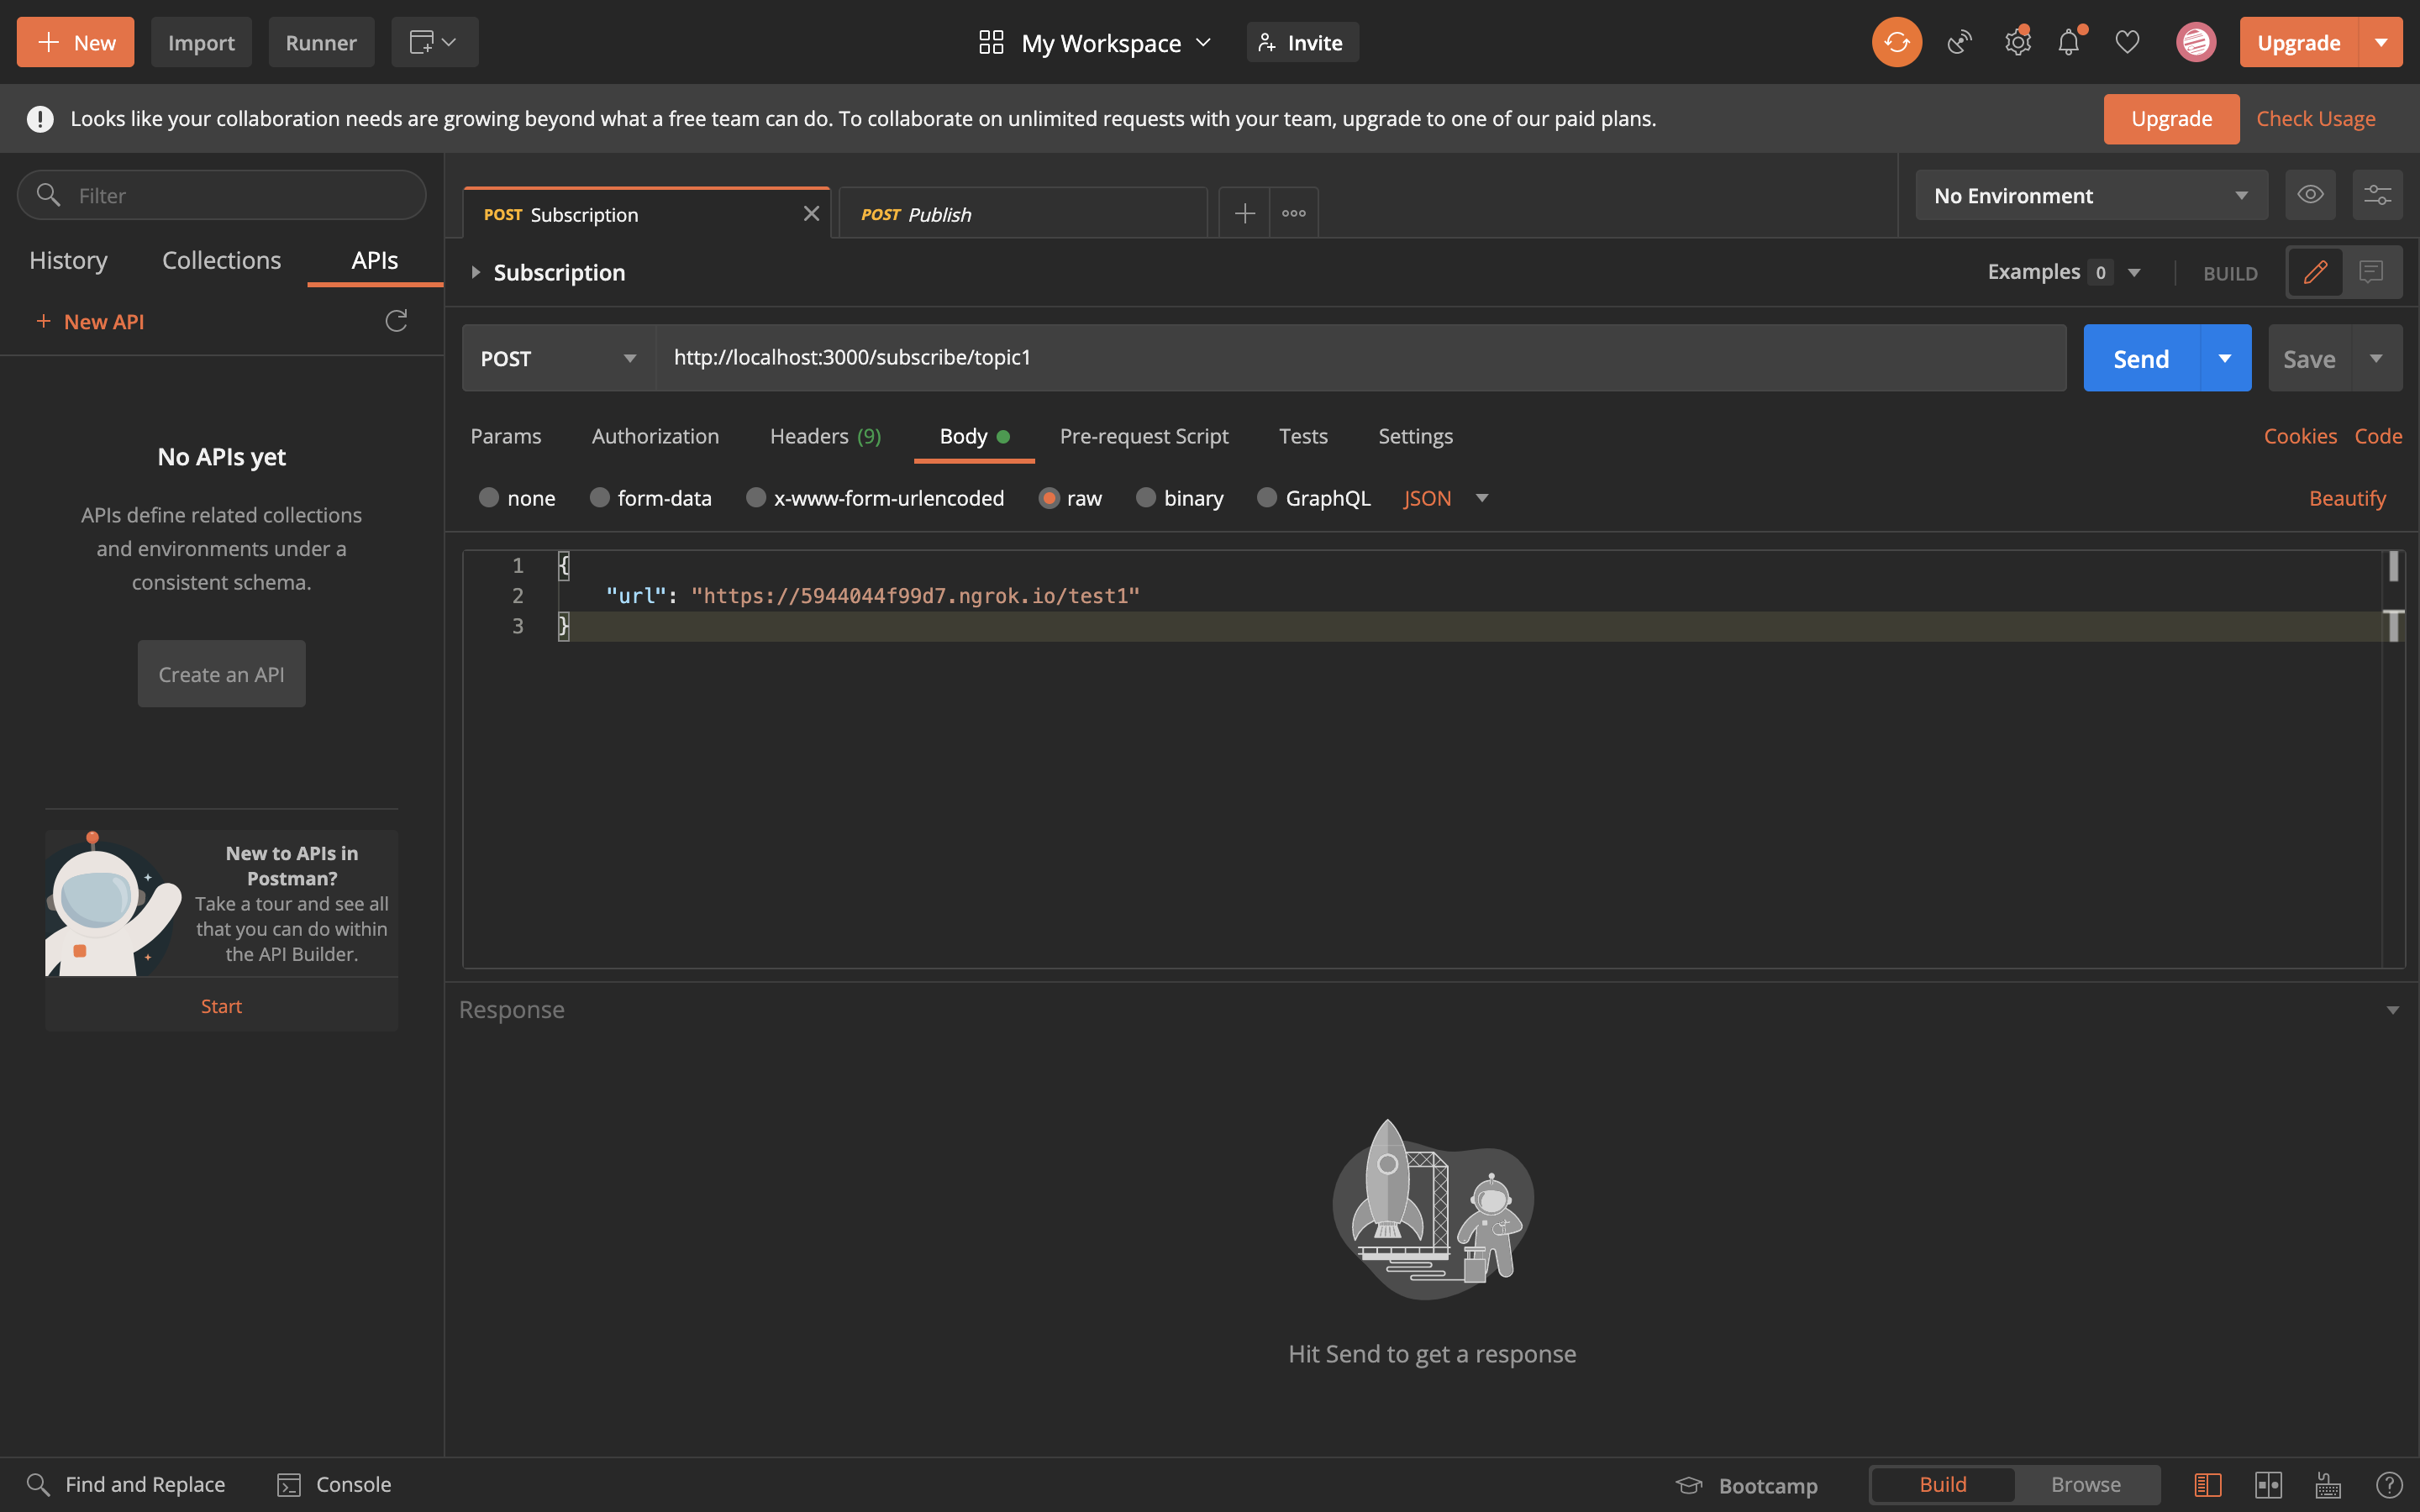 New
Import
Runner
My Workspace
Invite
Upgrade
Looks like your collaboration needs are growing beyond what a free team can do. To collaborate on unlimited requests with your team, upgrade to one of our paid plans.
Upgrade
Check Usage
Filter
History
Collections
APIs
+ New API
No APIs yet
APIs define related collections
and environments under a
consistent schema.
Create an API
New to APIs in
Postman?
Take a tour and see all
that you can do within
the API Builder.
Start
POST Subscription
POST Publish
No Environment
Subscription
Examples 0
BUILD
POST
http://localhost:3000/subscribe/topic1
Send
Save
Params
Authorization
Headers (9)
Body
Pre-request Script
Tests
Settings
Cookies
Code
none
form-data
x-www-form-urlencoded
raw
binary
GraphQL
JSON
Beautify
1 {
2 "url": "https://5944044f99d7.ngrok.io/test1"
3 }
Response
Hit Send to get a response
Find and Replace
Console
Bootcamp
Build
Browse